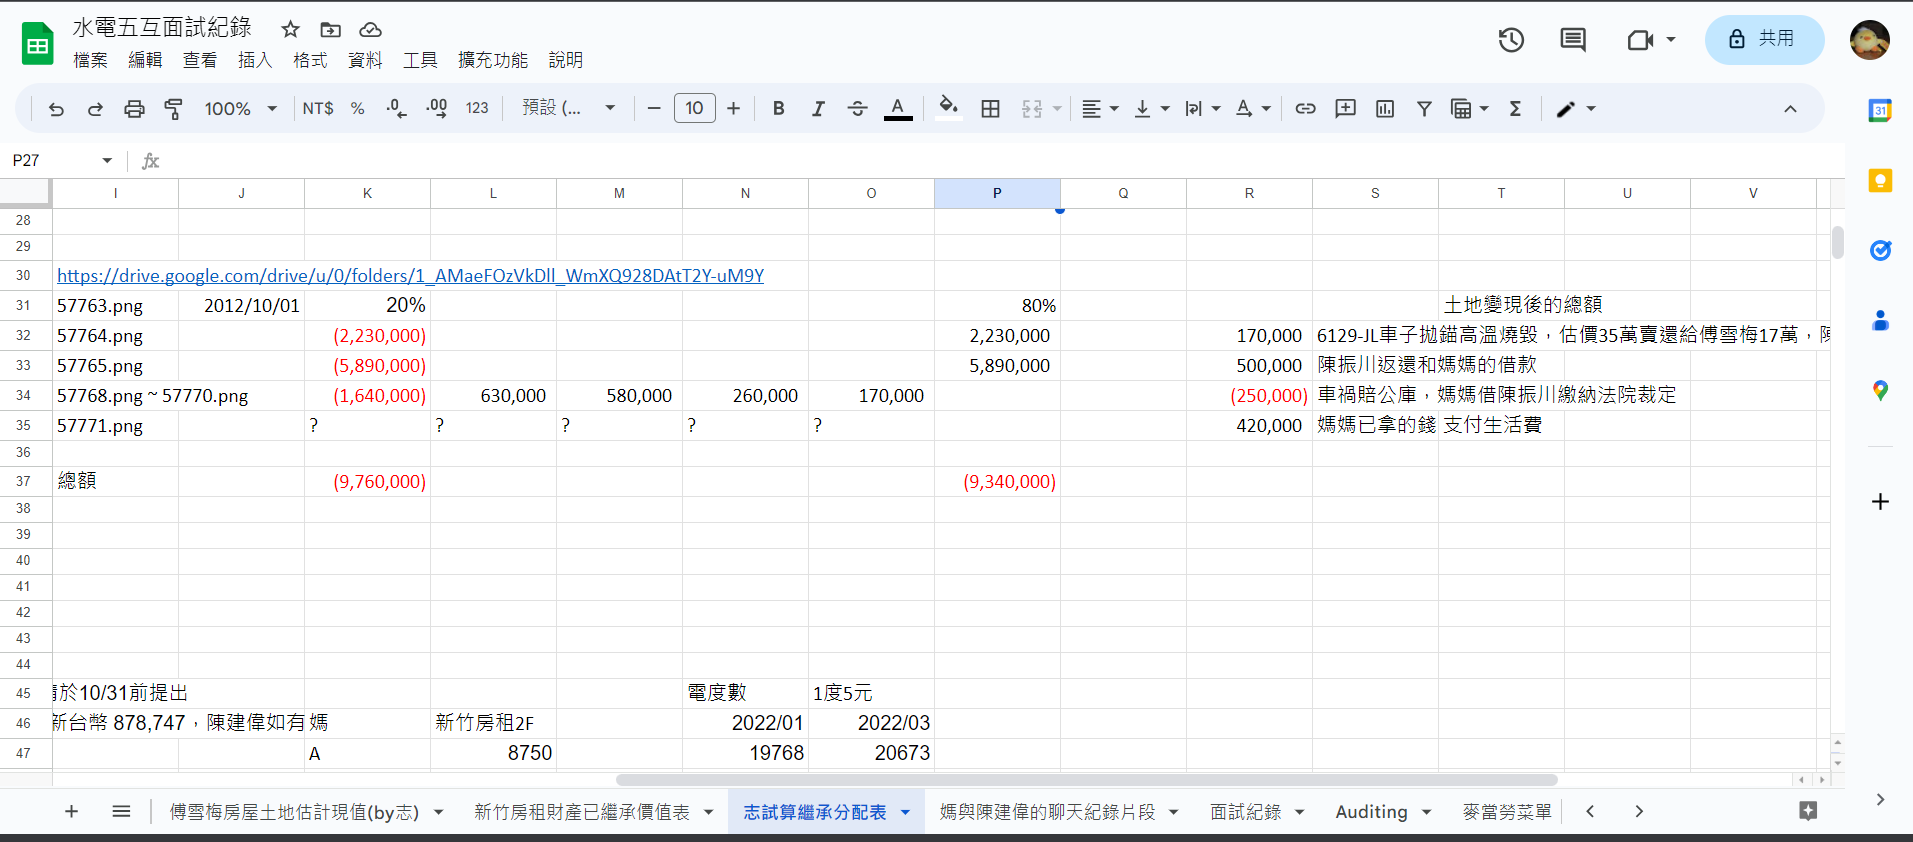 水電五互面試紀錄
檔案 編輯 查看 插入 格式 資料 工具 擴充功能 說明
共用
100% NT$ % .0 .00 123 預設 (... 10 B I A
31
P27 fx
I J K L M N O P Q R S T U V
28
29
30 https://drive.google.com/drive/u/0/folders/1_AMaeFOzVkDll_WmXQ928DAtT2Y-uM9Y
31 57763.png 2012/10/01 20% 80% 土地變現後的總額
32 57764.png (2,230,000) 2,230,000 170,000 6129-JL車子拋錨高溫燒毀，估價35萬賣還給傅雪梅17萬，陳
33 57765.png (5,890,000) 5,890,000 500,000 陳振川返還和媽媽的借款
34 57768.png ~ 57770.png (1,640,000) 630,000 580,000 260,000 170,000 (250,000) 車禍賠公庫，媽媽借陳振川繳納法院裁定
35 57771.png ? ? ? ? ? 420,000 媽媽已拿的錢 支付生活費
36
37 總額 (9,760,000) (9,340,000)
38
39
40
41
42
43
44
45 於10/31前提出 電度數 1度5元
46 新台幣 878,747，陳建偉如有 媽 新竹房租2F 2022/01 2022/03
47 A 8750 19768 20673
傅雪梅房屋土地估計現值(by志) 新竹房租財產已繼承價值表 志試算繼承分配表 媽與陳建偉的聊天紀錄片段 面試紀錄 Auditing 麥當勞菜單